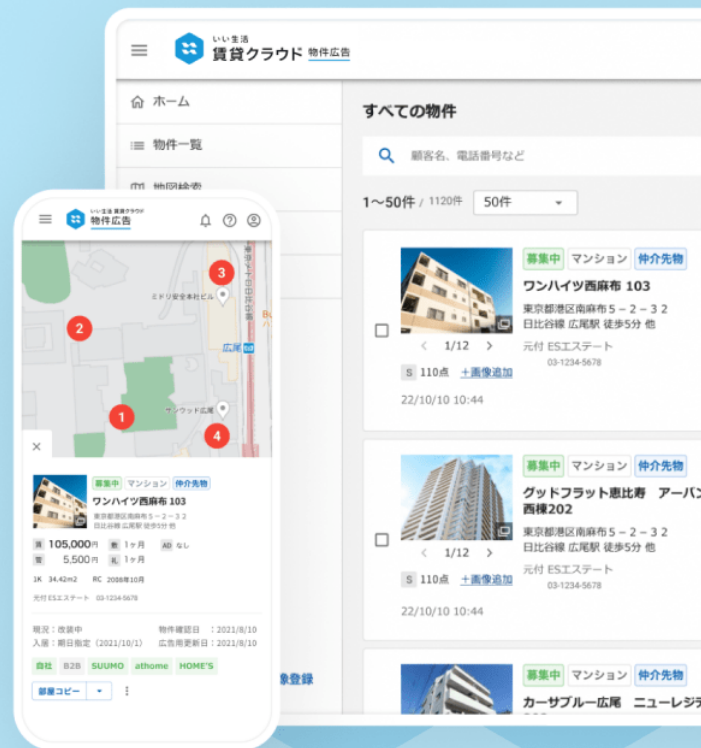 いい生活
賃貸クラウド 物件広告
ホーム
物件一覧
地図検索
すべての物件
顧客名、電話番号など
1〜50件 / 1120件 50件
募集中 マンション 仲介先物
ワンハイツ西麻布 103
東京都港区南麻布5－2－32
日比谷線 広尾駅 徒歩5分 他
元付 ESエステート
03-1234-5678
1/12
S 110点 +画像追加
22/10/10 10:44
募集中 マンション 仲介先物
グッドフラット恵比寿 アーバン
西棟202
東京都港区南麻布5－2－32
日比谷線 広尾駅 徒歩5分 他
元付 ESエステート
03-1234-5678
1/12
S 110点 +画像追加
22/10/10 10:44
募集中 マンション 仲介先物
カーサブルー広尾 ニューレジデ
像登録
いい生活 賃貸クラウド
物件広告
3
ミドリ安全本社ビル
2
広尾
1
サンウッド広尾
4
募集中 マンション 仲介先物
ワンハイツ西麻布 103
東京都港区南麻布5－2－32
日比谷線 広尾駅 徒歩5分 他
賃 105,000円 敷 1ヶ月 AD なし
管 5,500円 礼 1ヶ月
1K 34.42m2 RC 2008年10月
元付 ESエステート 03-1234-5678
現況：改装中 物件確認日 ：2021/8/10
入居：期日指定（2021/10/1） 広告用更新日：2021/8/10
自社 B2B SUUMO athome HOME'S
部屋コピー